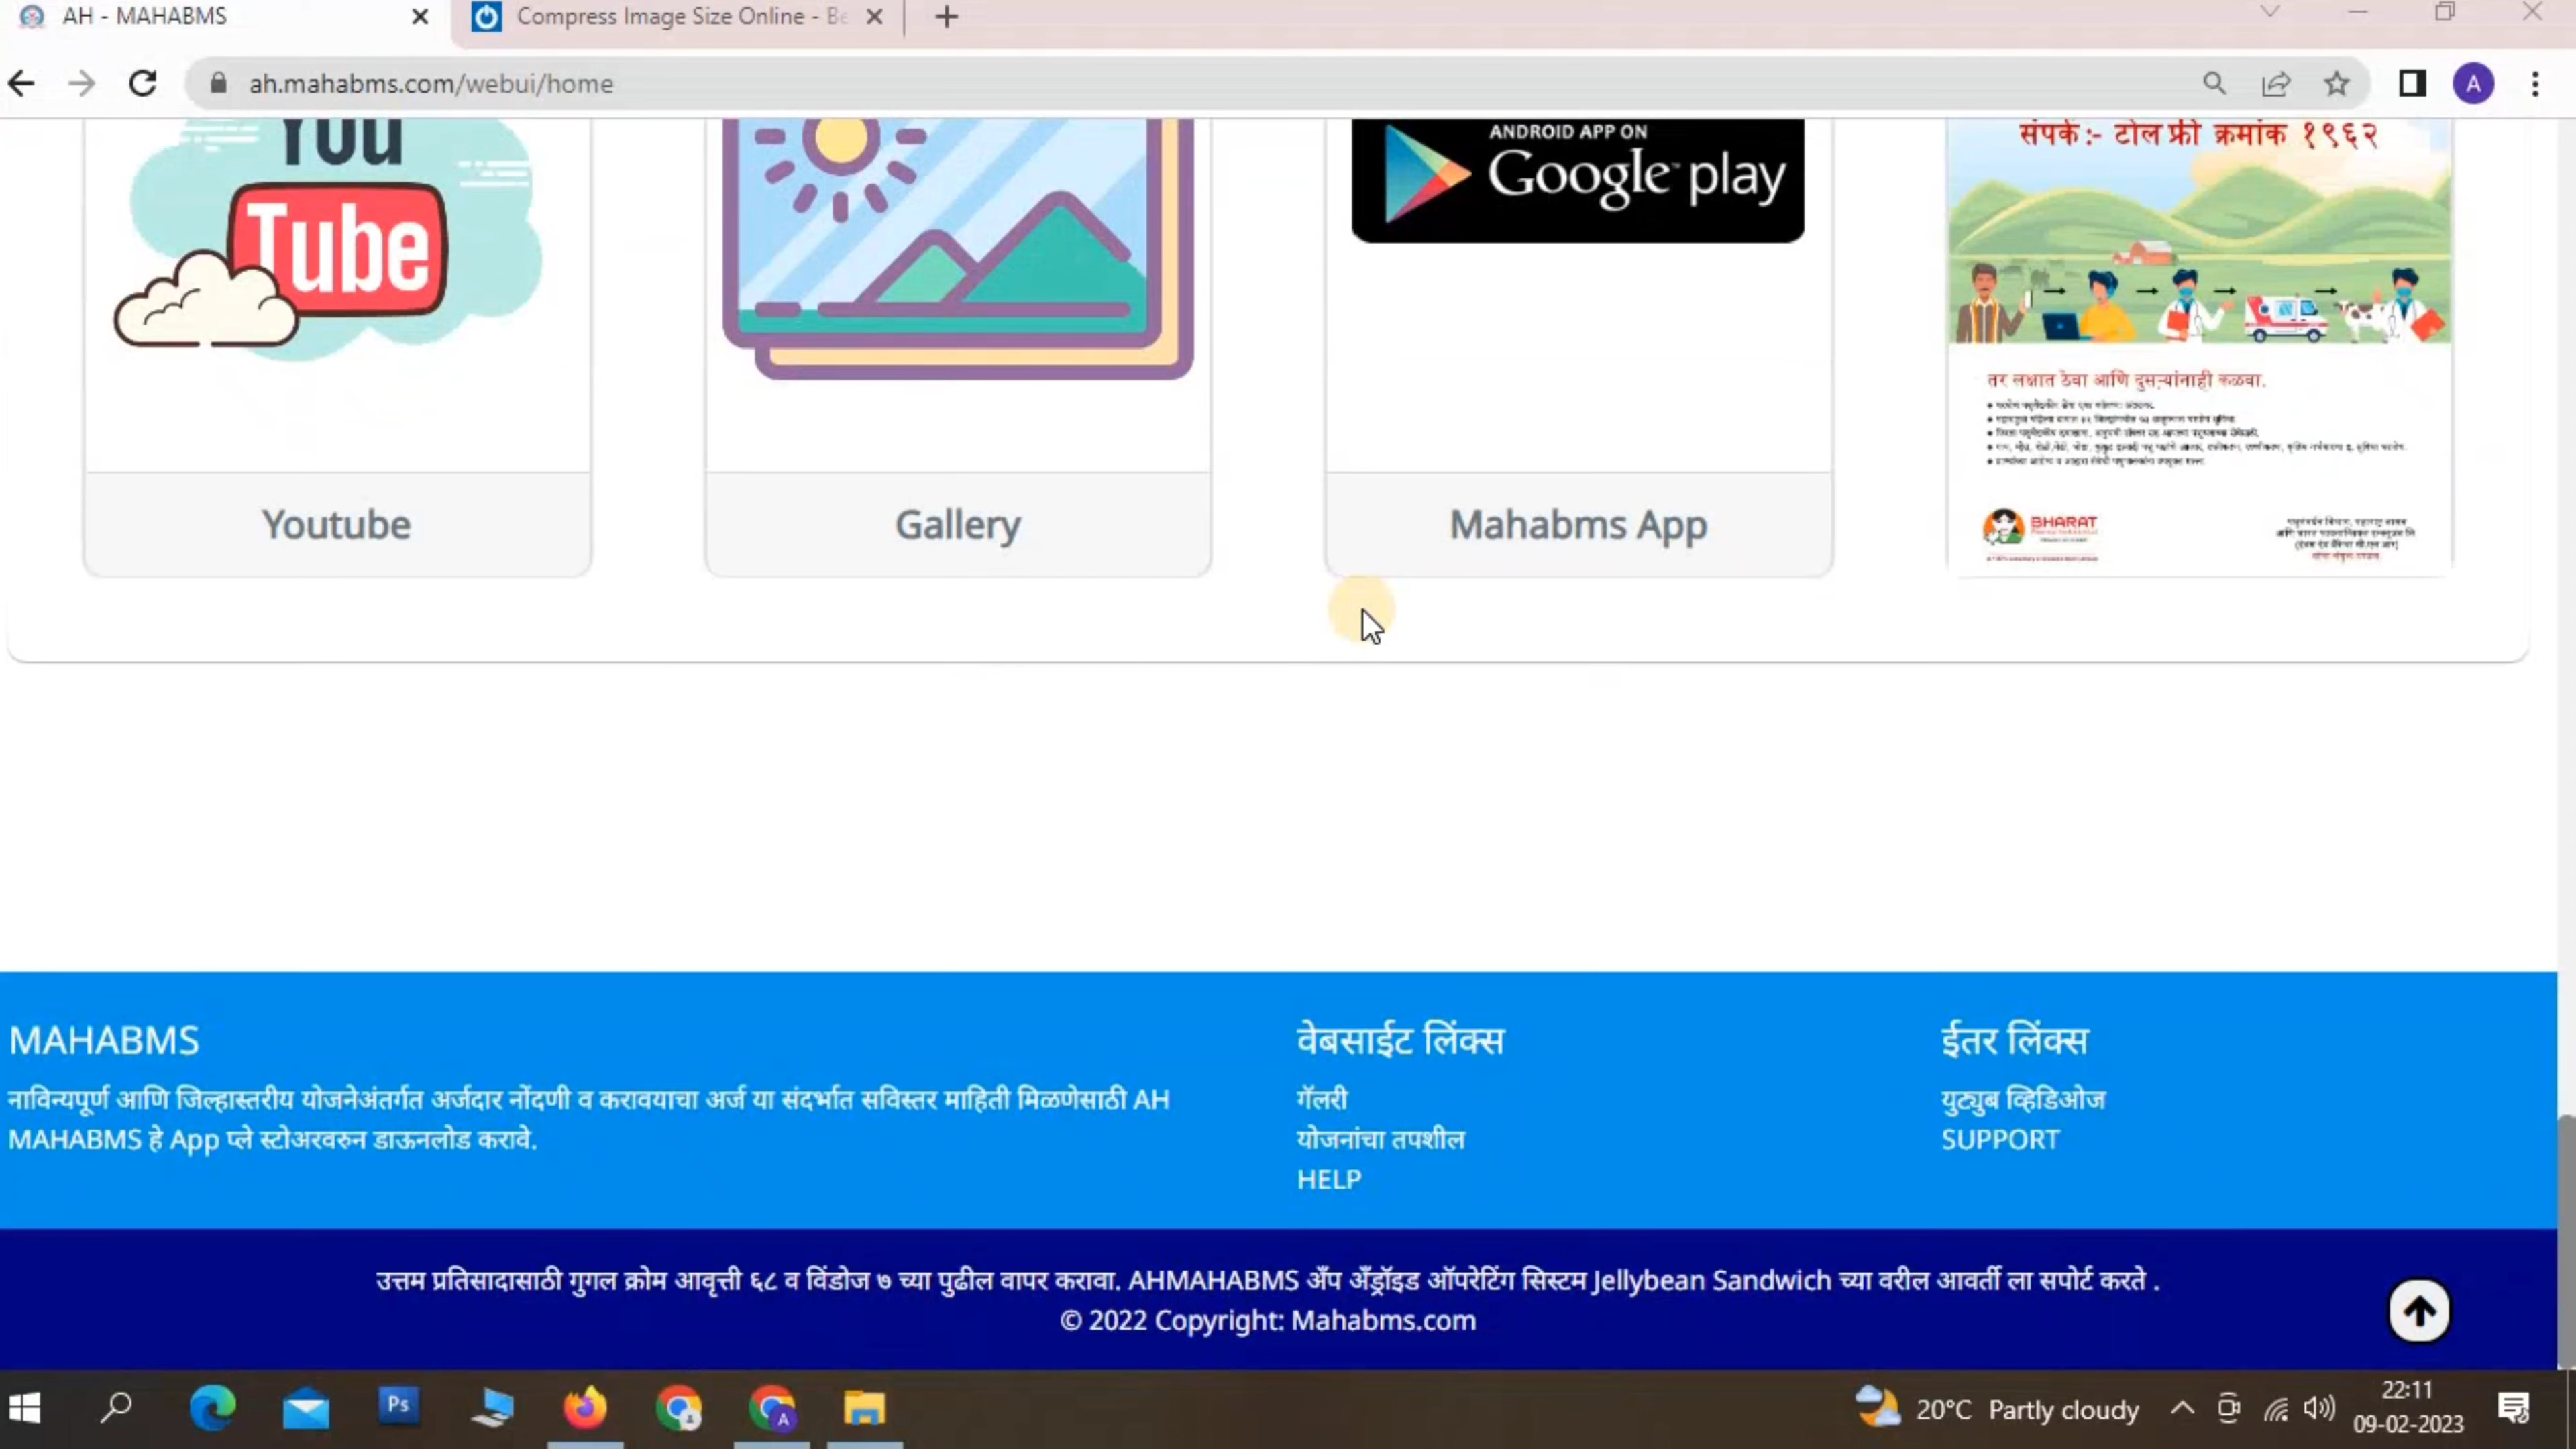 AH - MAHABMS
Compress Image Size Online - Be
ah.mahabms.com/webui/home
You
Tube
ANDROID APP ON
Google play
संपर्क :- टोल फ्री क्रमांक १९६२
तर लक्षात ठेवा आणि दुसऱ्यांनाही कळवा.
BHARAT
Youtube
Gallery
Mahabms App
MAHABMS
नाविन्यपूर्ण आणि जिल्हास्तरीय योजनेअंतर्गत अर्जदार नोंदणी व करावयाचा अर्ज या संदर्भात सविस्तर माहिती मिळणेसाठी AH
MAHABMS हे App प्ले स्टोअरवरुन डाऊनलोड करावे.
वेबसाईट लिंक्स
गॅलरी
योजनांचा तपशील
HELP
ईतर लिंक्स
युट्युब व्हिडिओज
SUPPORT
उत्तम प्रतिसादासाठी गुगल क्रोम आवृत्ती ६८ व विंडोज ७ च्या पुढील वापर करावा. AHMAHABMS अँप अँड्रॉइड ऑपरेटिंग सिस्टम Jellybean Sandwich च्या वरील आवर्ती ला सपोर्ट करते .
© 2022 Copyright: Mahabms.com
Ps
A
20°C Partly cloudy
22:11
09-02-2023